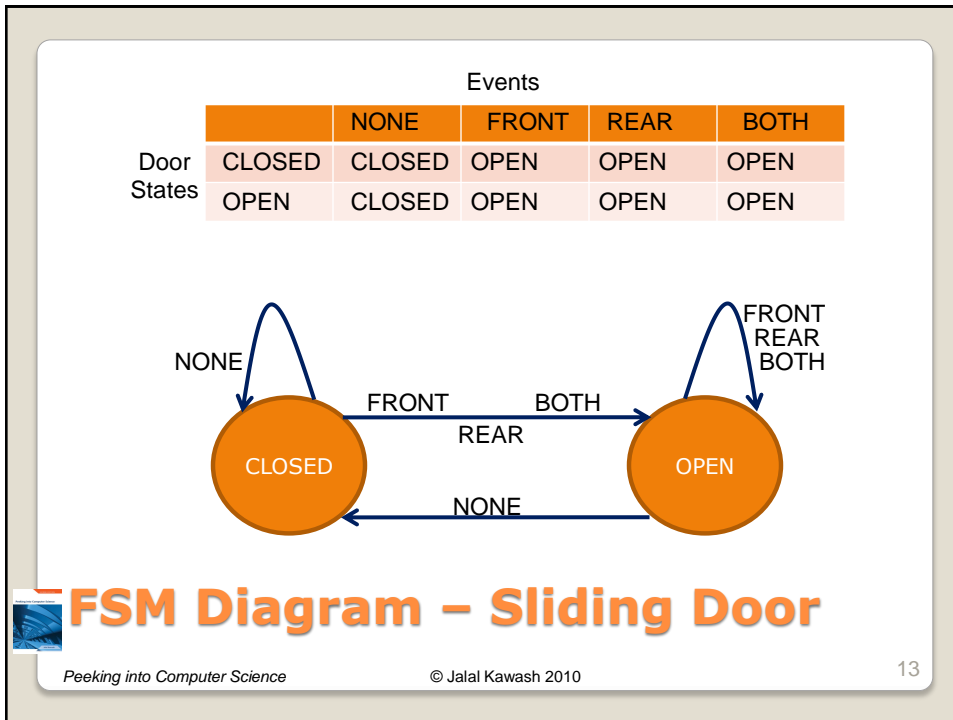 Events
NONE FRONT REAR BOTH
Door States
CLOSED CLOSED OPEN OPEN OPEN
OPEN CLOSED OPEN OPEN OPEN
FRONT
REAR
BOTH
NONE
FRONT BOTH
REAR
CLOSED
OPEN
NONE
FSM Diagram – Sliding Door
Peeking into Computer Science
© Jalal Kawash 2010
13